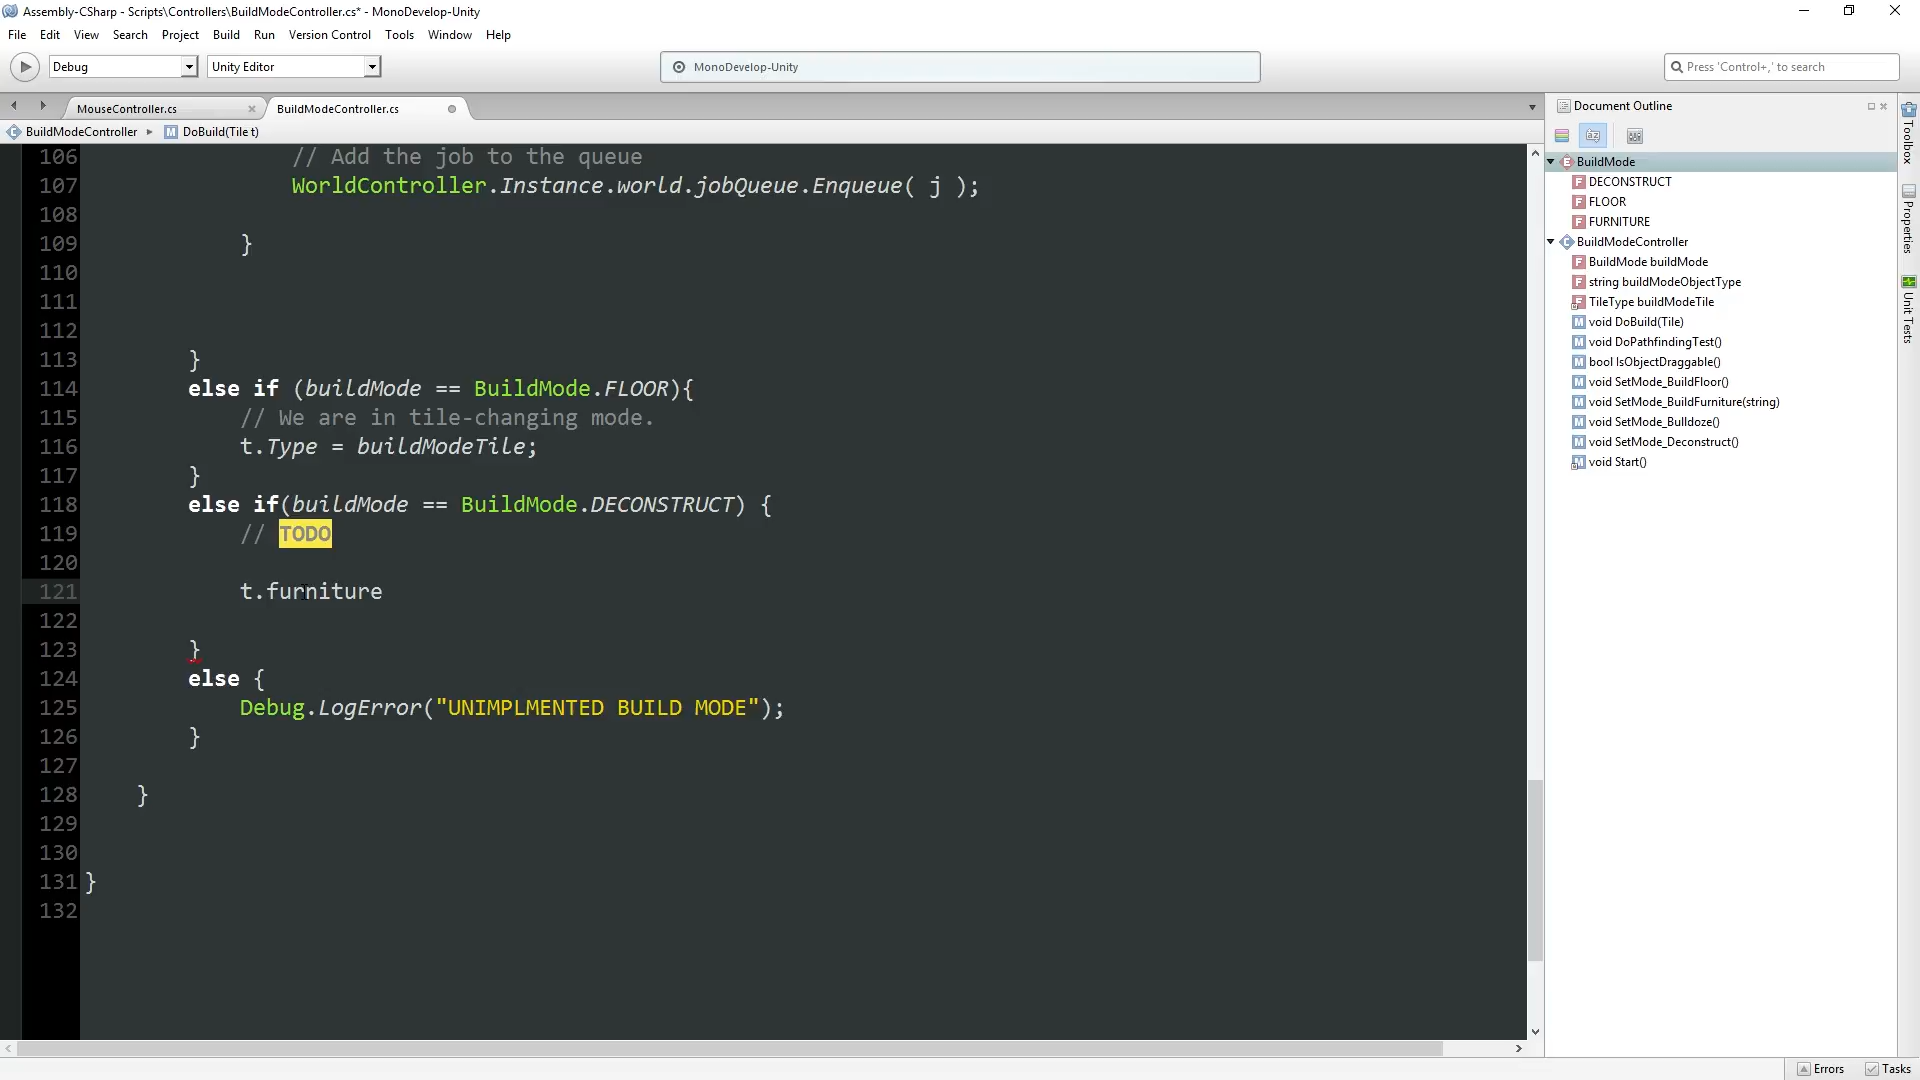 Assembly-CSharp - Scripts\Controllers\BuildModeController.cs* - MonoDevelop-Unity
File Edit View Search Project Build Run Version Control Tools Window Help
Debug Unity Editor MonoDevelop-Unity Press 'Control+,' to search
MouseController.cs BuildModeController.cs
BuildModeController DoBuild(Tile t)
106 // Add the job to the queue
107 WorldController.Instance.world.jobQueue.Enqueue( j );
108
109 }
110
111
112
113 }
114 else if (buildMode == BuildMode.FLOOR){
115 // We are in tile-changing mode.
116 t.Type = buildModeTile;
117 }
118 else if(buildMode == BuildMode.DECONSTRUCT) {
119 // TODO
120
121 t.furniture
122
123 }
124 else {
125 Debug.LogError("UNIMPLMENTED BUILD MODE");
126 }
127
128 }
129
130
131 }
132
Document Outline
BuildMode
DECONSTRUCT
FLOOR
FURNITURE
BuildModeController
BuildMode buildMode
string buildModeObjectType
TileType buildModeTile
void DoBuild(Tile)
void DoPathfindingTest()
bool IsObjectDraggable()
void SetMode_BuildFloor()
void SetMode_BuildFurniture(string)
void SetMode_Bulldoze()
void SetMode_Deconstruct()
void Start()
Toolbox
Properties
Unit Tests
Errors Tasks